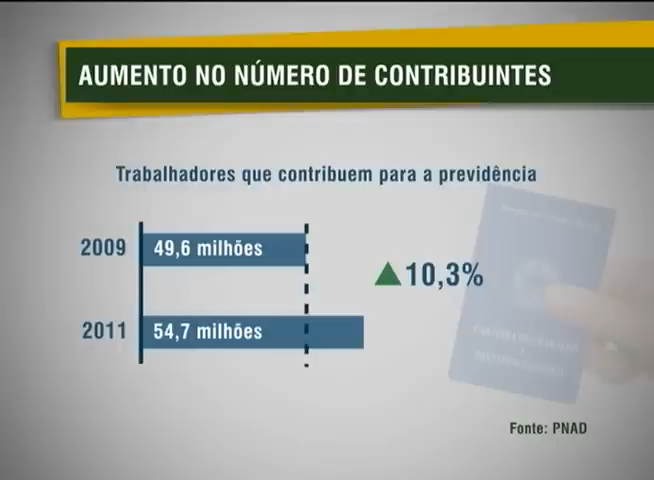 AUMENTO NO NÚMERO DE CONTRIBUINTES
Trabalhadores que contribuem para a previdência
2009 49,6 milhões
10,3%
2011 54,7 milhões
Fonte: PNAD